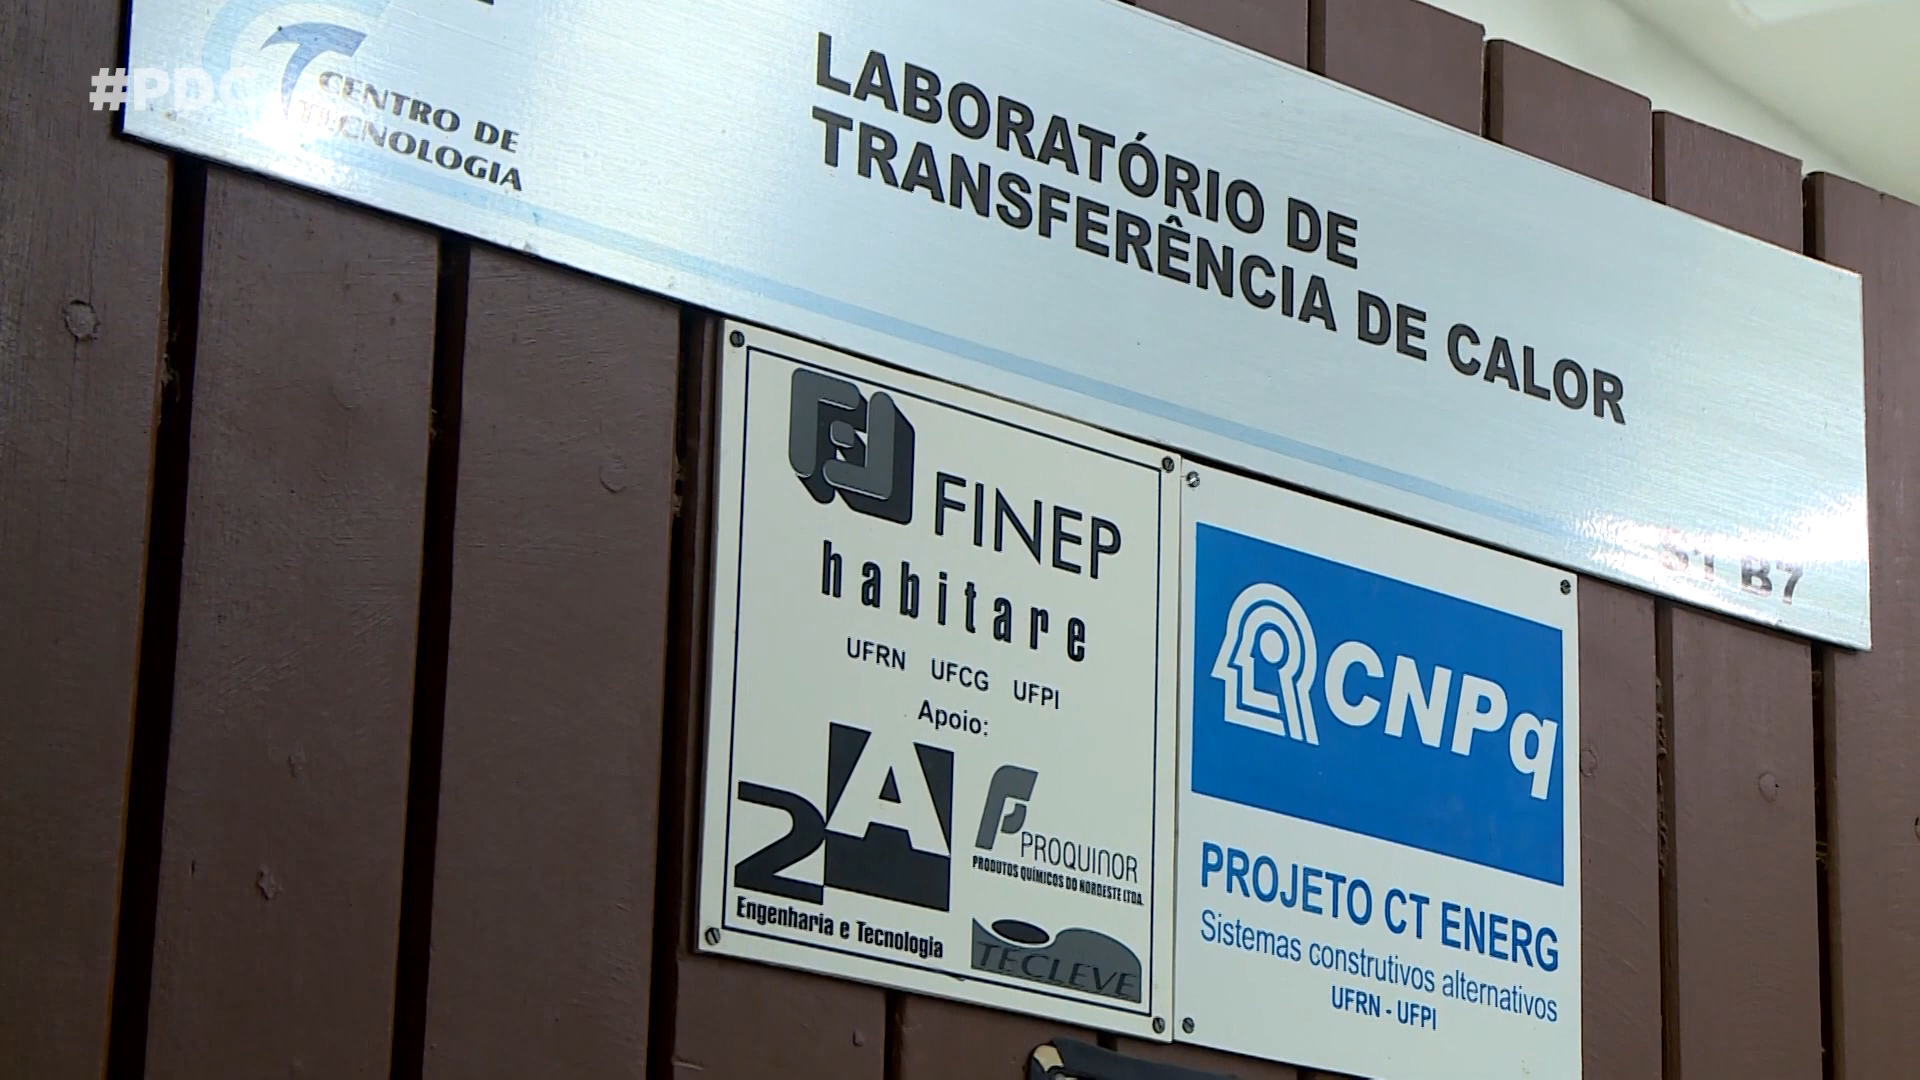 #PDC
CENTRO DE
TECNOLOGIA
LABORATÓRIO DE
TRANSFERÊNCIA DE CALOR
B7
FINEP
habitare
UFRN UFCG UFPI
Apoio:
2A
Engenharia e Tecnologia
PROQUINOR
PRODUTOS QUÍMICOS DO NORDESTE LTDA.
TECLEVE
CNPq
PROJETO CT ENERG
Sistemas construtivos alternativos
UFRN - UFPI